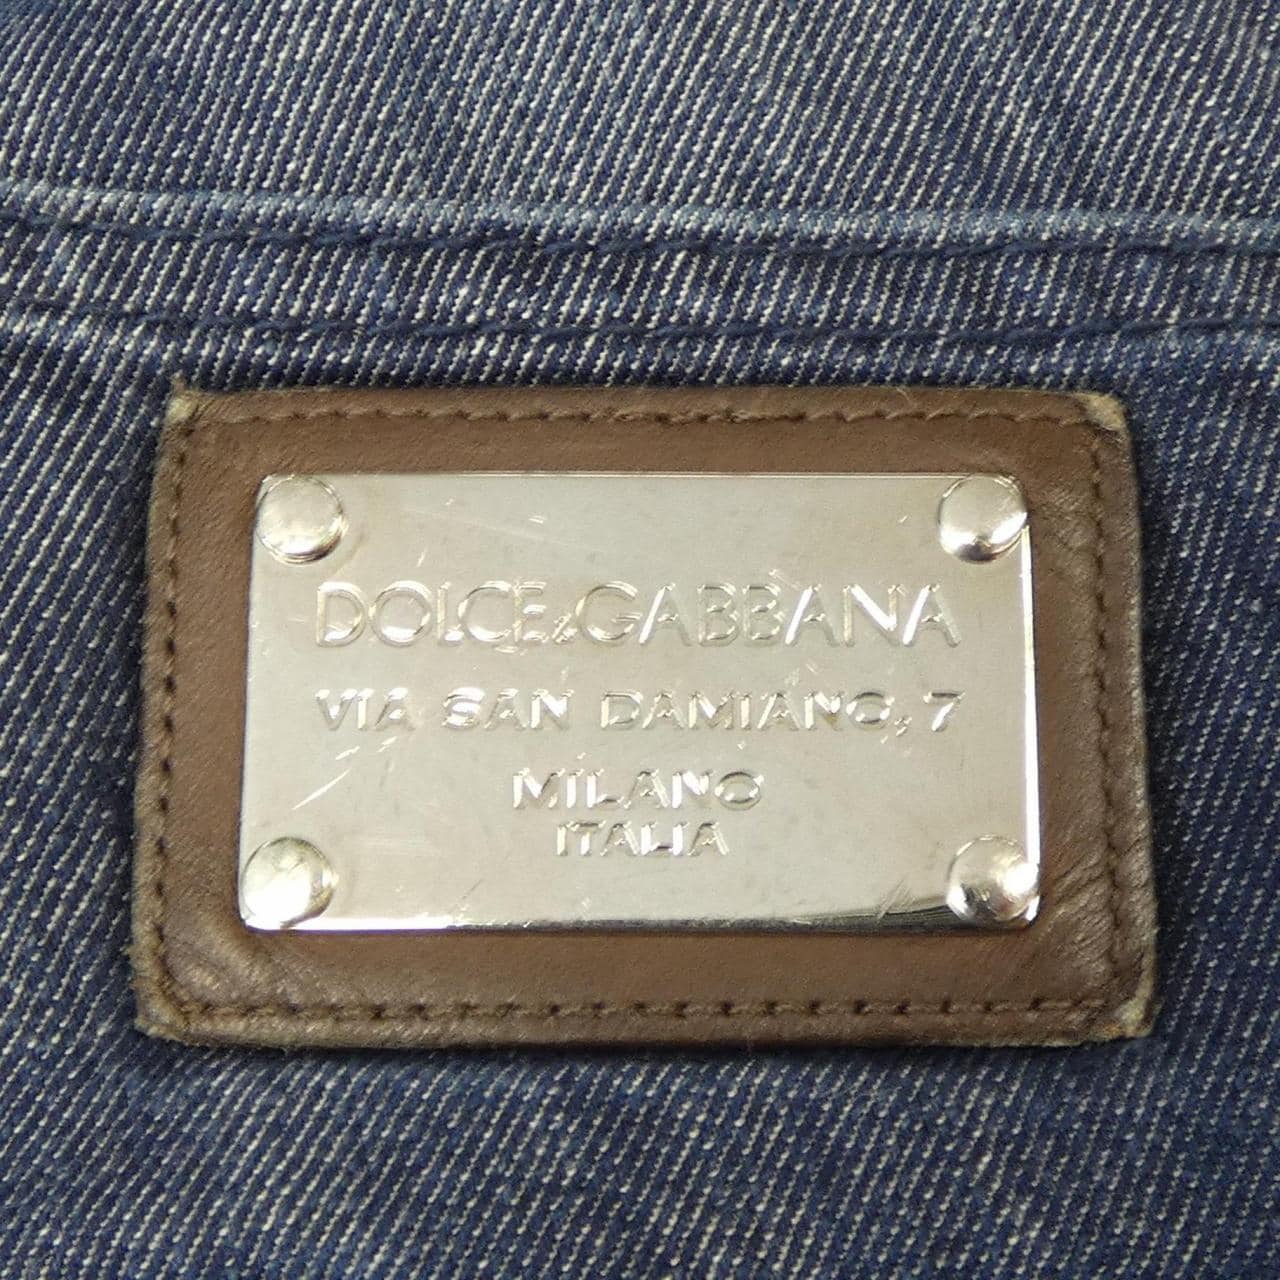 DOLCE&GABBANA
VIA SAN DAMIANO, 7
MILANO
ITALIA